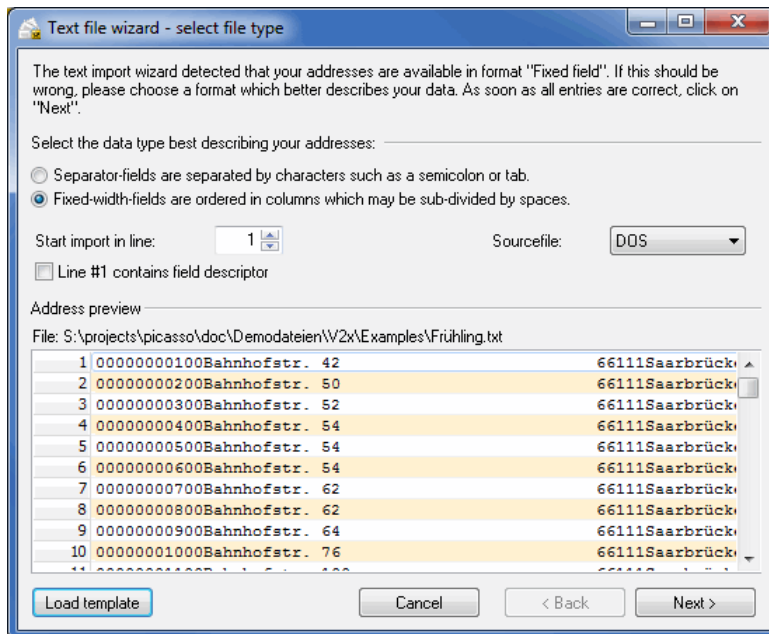 Text file wizard - select file type
The text import wizard detected that your addresses are available in format "Fixed field". If this should be
wrong, please choose a format which better describes your data. As soon as all entries are correct, click on
"Next".
Select the data type best describing your addresses:
Separator-fields are separated by characters such as a semicolon or tab.
Fixed-width-fields are ordered in columns which may be sub-divided by spaces.
Start import in line: 1 Sourcefile: DOS
Line #1 contains field descriptor
Address preview
File: S:\projects\picasso\doc\Demodateien\V2x\Examples\Frühling.txt
1 00000000100Bahnhofstr. 42 66111Saarbrück
2 00000000200Bahnhofstr. 50 66111Saarbrück
3 00000000300Bahnhofstr. 52 66111Saarbrück
4 00000000400Bahnhofstr. 54 66111Saarbrück
5 00000000500Bahnhofstr. 54 66111Saarbrück
6 00000000600Bahnhofstr. 54 66111Saarbrück
7 00000000700Bahnhofstr. 62 66111Saarbrück
8 00000000800Bahnhofstr. 62 66111Saarbrück
9 00000000900Bahnhofstr. 64 66111Saarbrück
10 00000001000Bahnhofstr. 76 66111Saarbrück
Load template Cancel < Back Next >